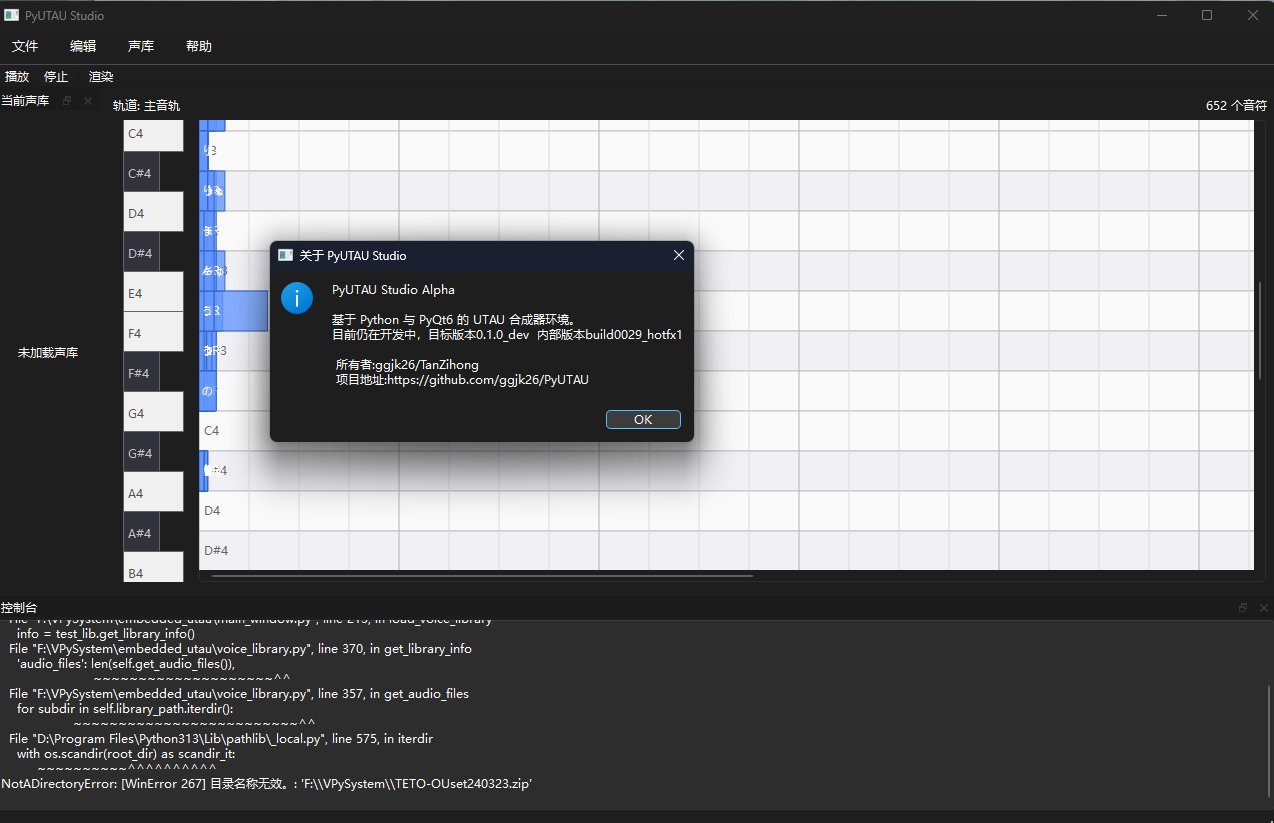 PyUTAU Studio
文件 编辑 声库 帮助
播放 停止 渲染
当前声库
轨道: 主音轨
652 个音符
C4
C#4
D4
D#4
E4
F4
F#4
G4
G#4
A4
A#4
B4
未加载声库
の
C4
D4
D#4
关于 PyUTAU Studio
PyUTAU Studio Alpha
基于 Python 与 PyQt6 的 UTAU 合成器环境。
目前仍在开发中，目标版本0.1.0_dev 内部版本build0029_hotfx1
所有者:ggjk26/TanZihong
项目地址:https://github.com/ggjk26/PyUTAU
OK
控制台
File "F:\VPySystem\embedded_utau\main_window.py", line 215, in load_voice_library
info = test_lib.get_library_info()
File "F:\VPySystem\embedded_utau\voice_library.py", line 370, in get_library_info
'audio_files': len(self.get_audio_files()),
~~~~~~~~~~~~~~~~~~~~^^
File "F:\VPySystem\embedded_utau\voice_library.py", line 357, in get_audio_files
for subdir in self.library_path.iterdir():
~~~~~~~~~~~~~~~~~~~~~~~~~^^
File "D:\Program Files\Python313\Lib\pathlib\_local.py", line 575, in iterdir
with os.scandir(root_dir) as scandir_it:
~~~~~~~~~~^^^^^^^^^^
NotADirectoryError: [WinError 267] 目录名称无效。: 'F:\\VPySystem\\TETO-OUset240323.zip'